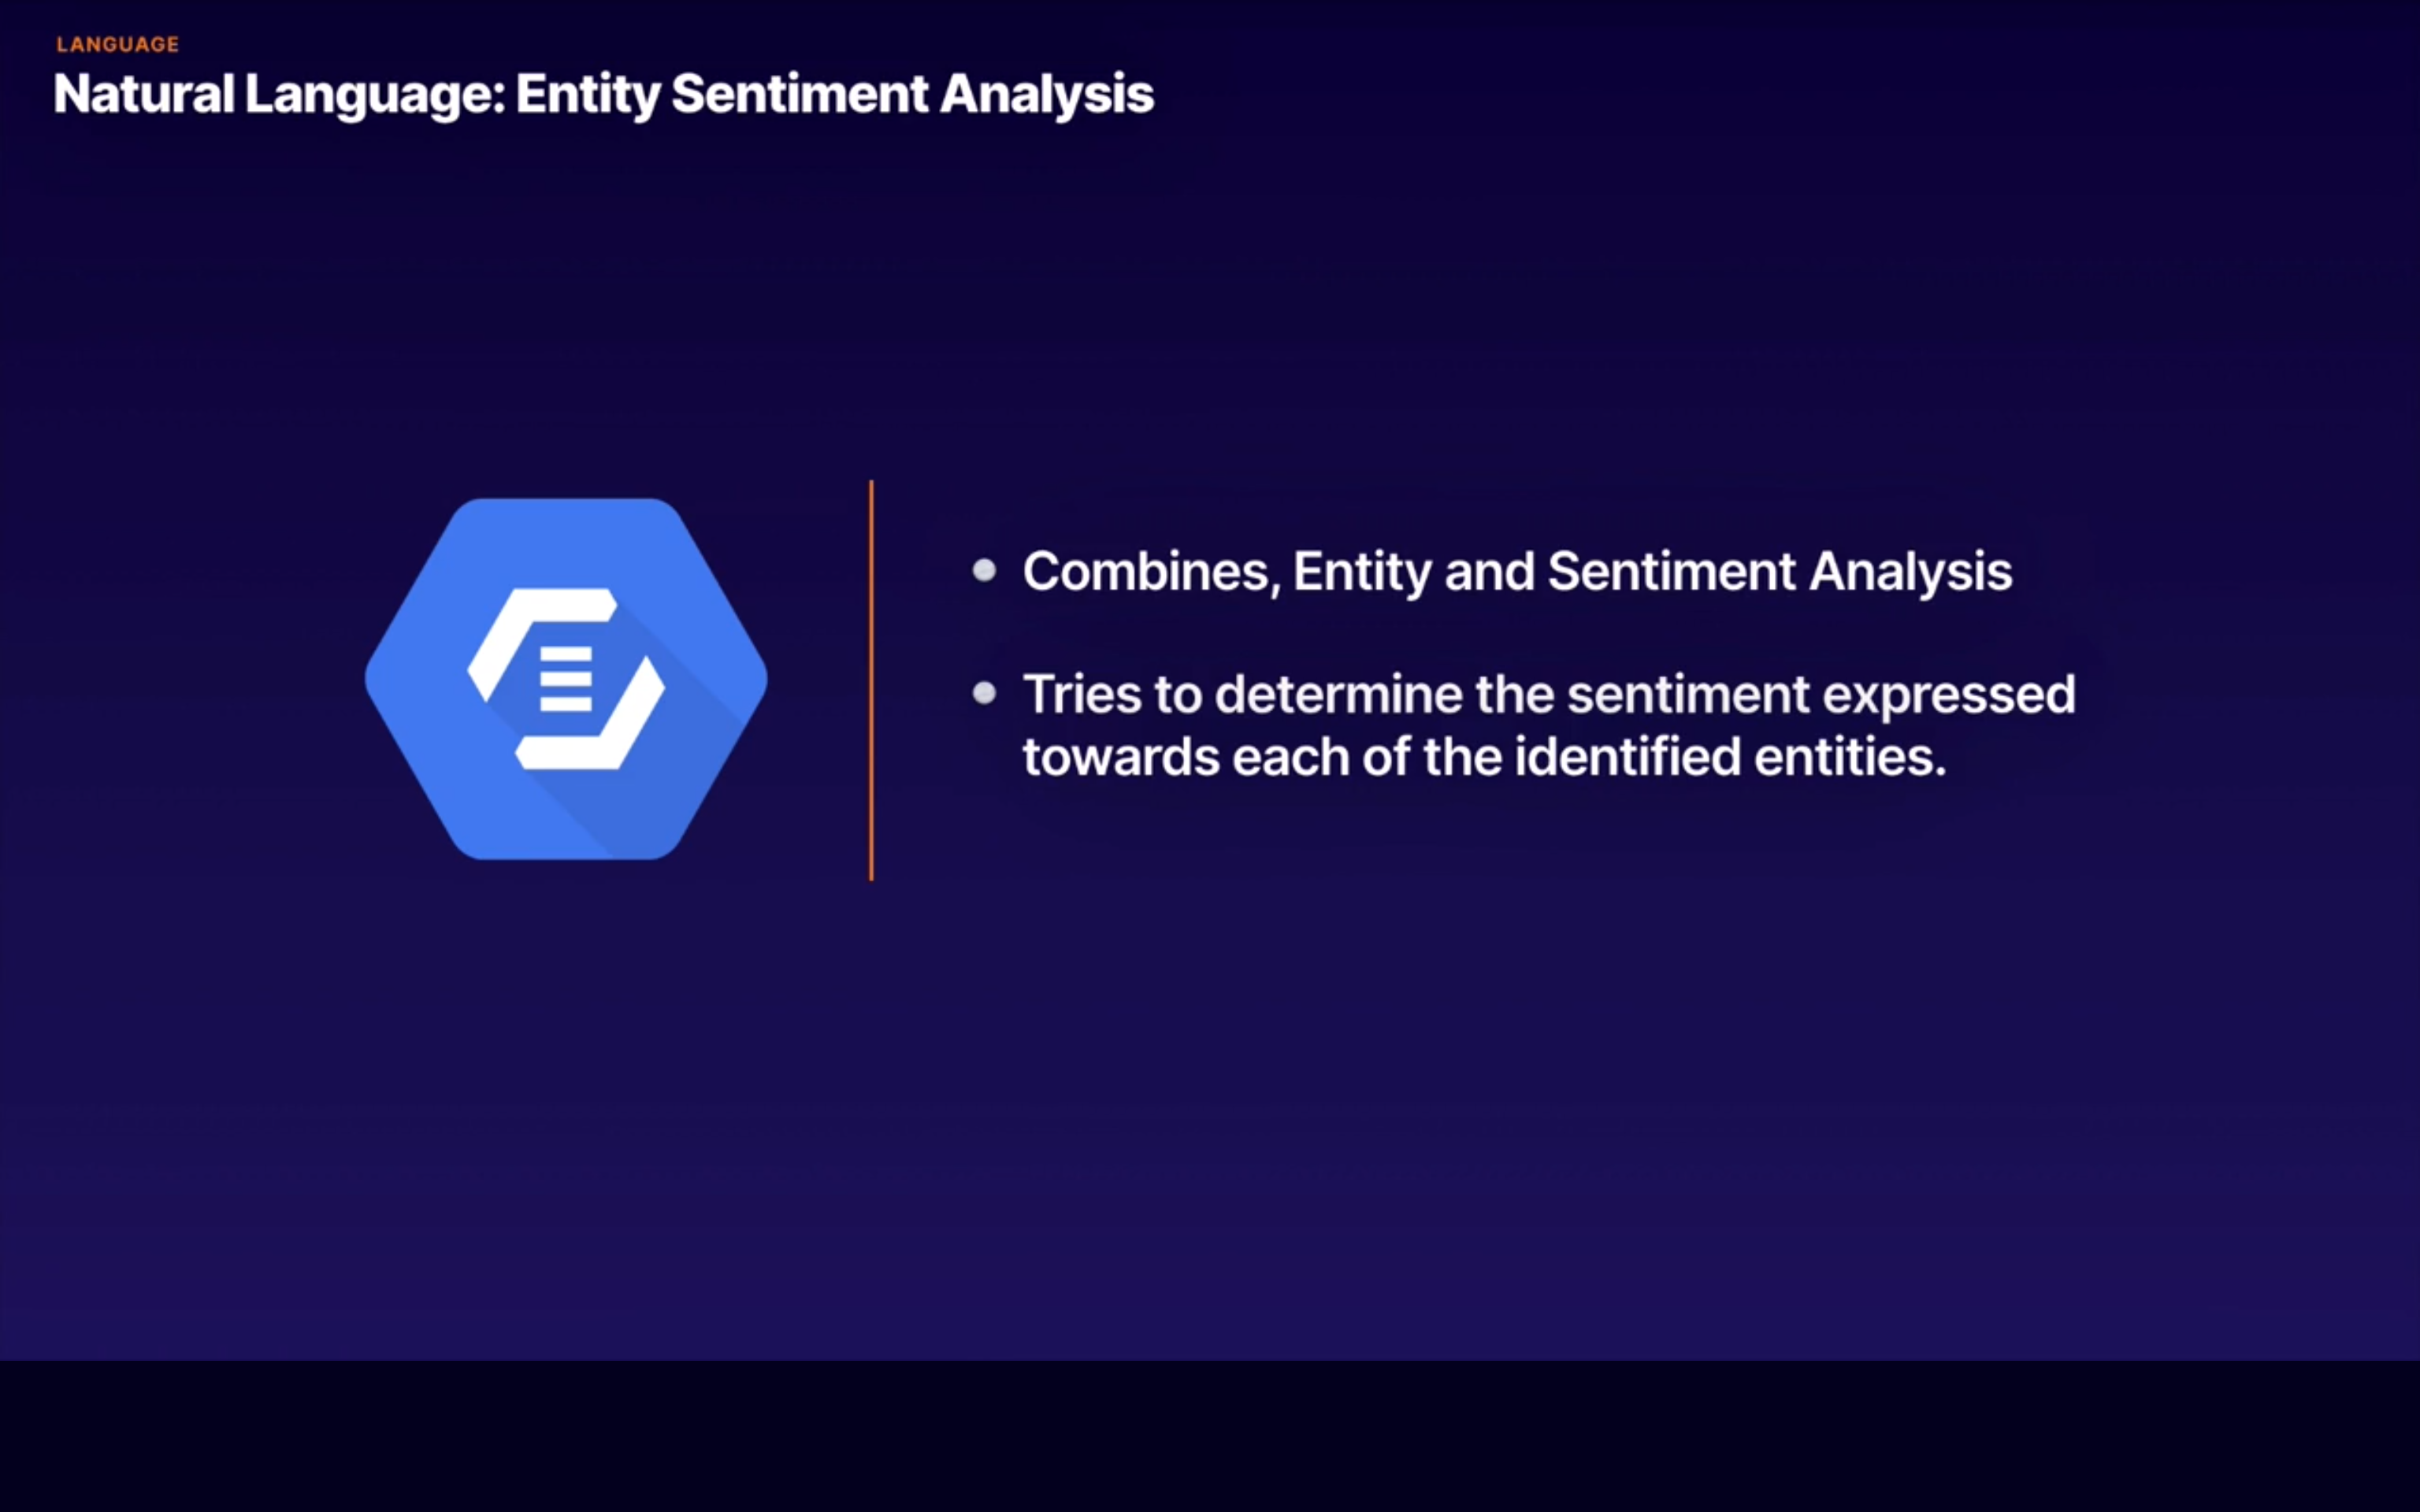 LANGUAGE
Natural Language: Entity Sentiment Analysis
Combines, Entity and Sentiment Analysis
Tries to determine the sentiment expressed
towards each of the identified entities.